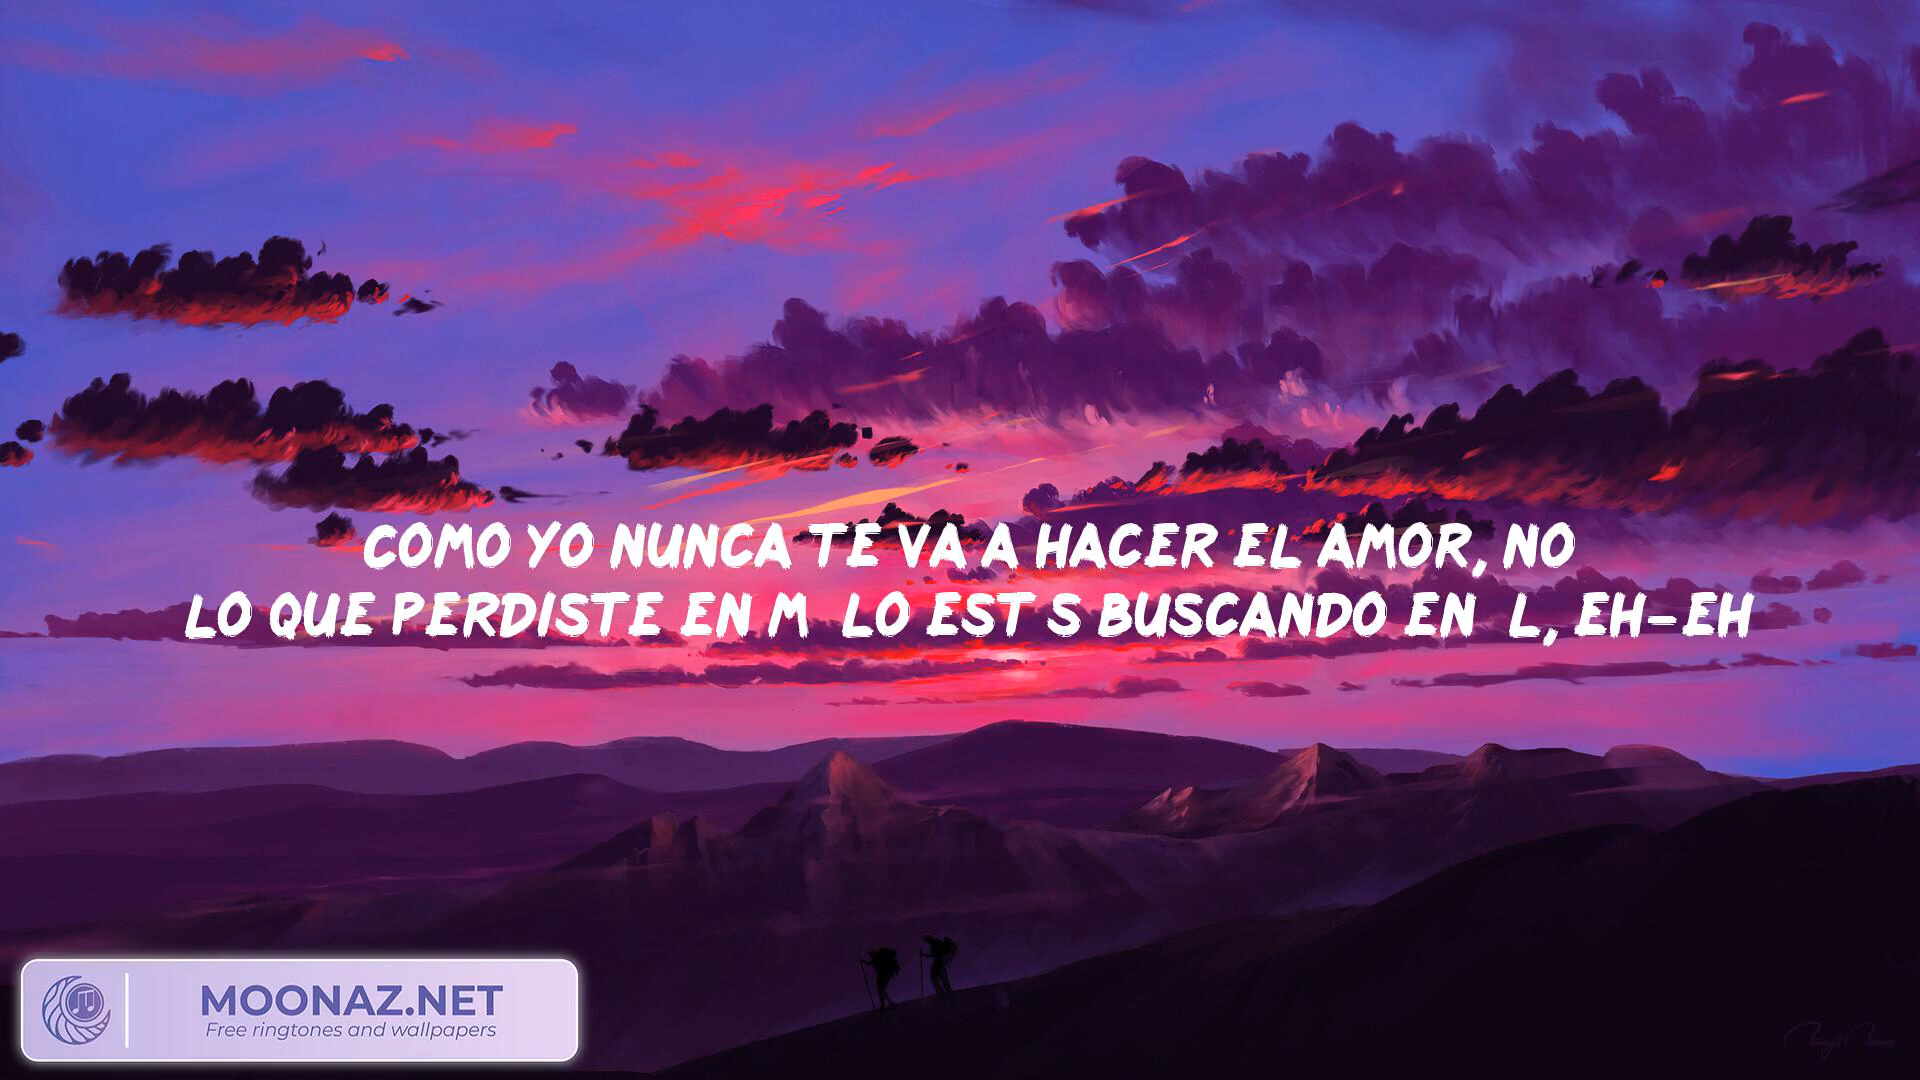 COMO YO NUNCA TE VA A HACER EL AMOR, NO
LO QUE PERDISTE EN M  LO EST S BUSCANDO EN  L, EH-EH
MOONAZ.NET
Free ringtones and wallpapers